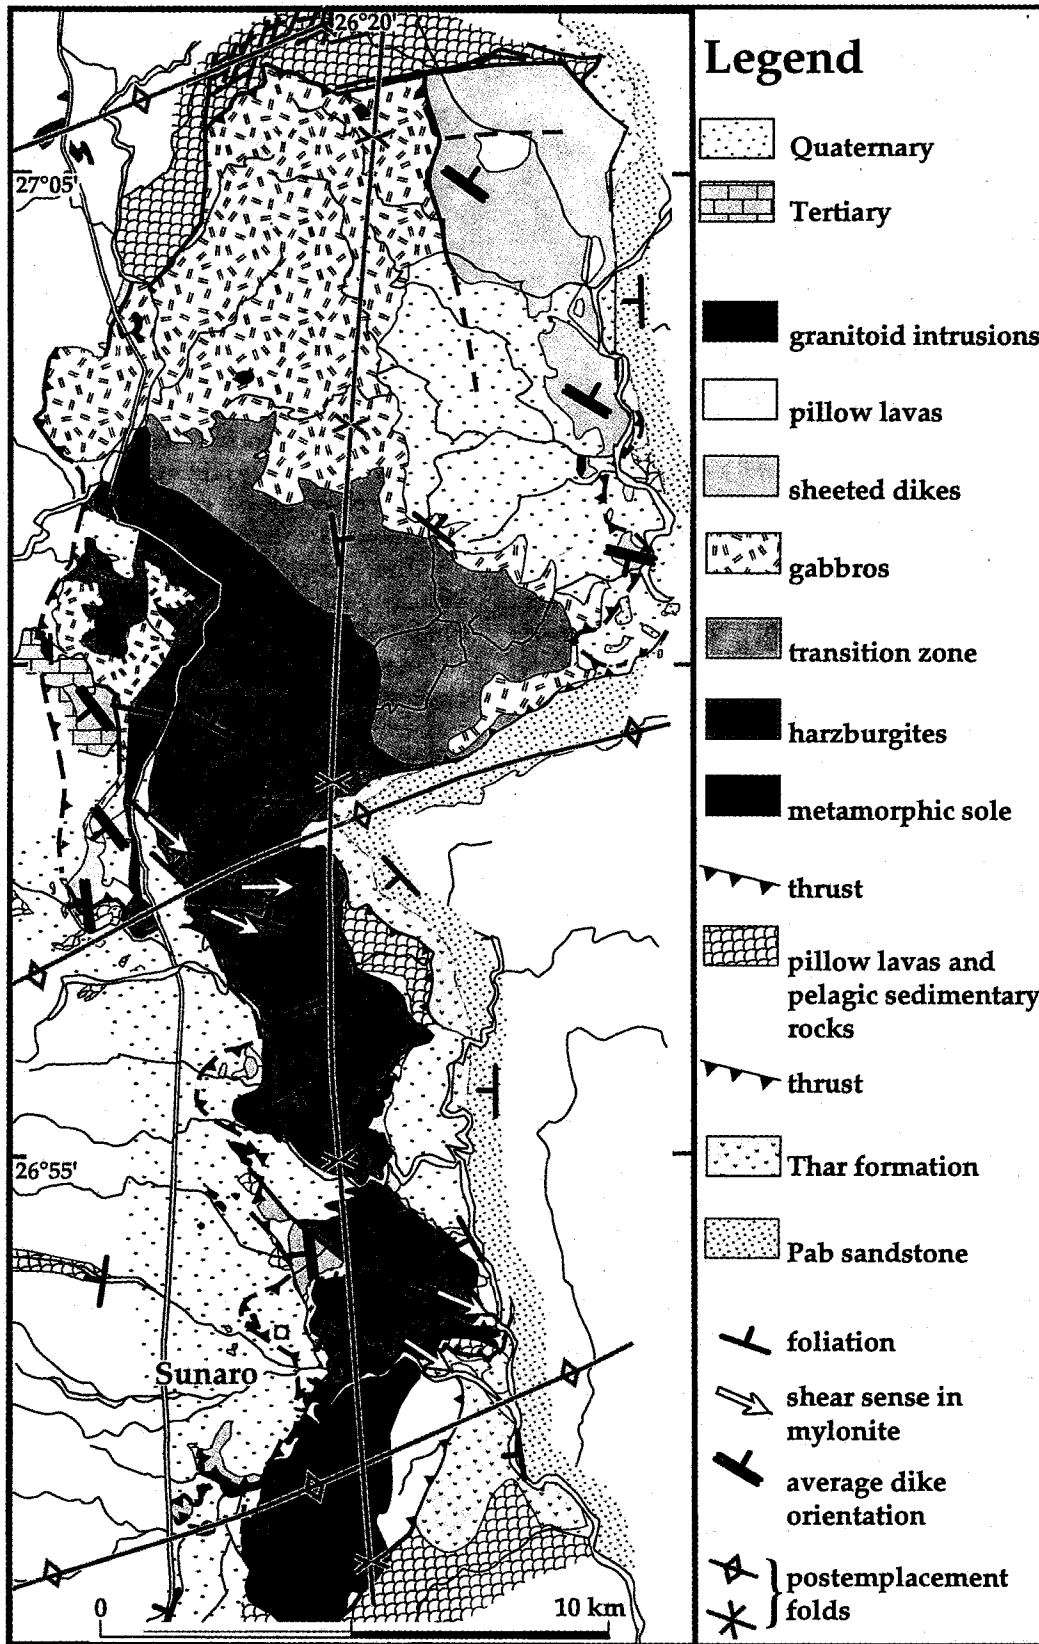 26°20'
27°05'
26°55'
Sunaro
0
10 km
Legend
Quaternary
Tertiary
granitoid intrusions
pillow lavas
sheeted dikes
gabbros
transition zone
harzburgites
metamorphic sole
thrust
pillow lavas and
pelagic sedimentary
rocks
thrust
Thar formation
Pab sandstone
foliation
shear sense in
mylonite
average dike
orientation
postemplacement
folds